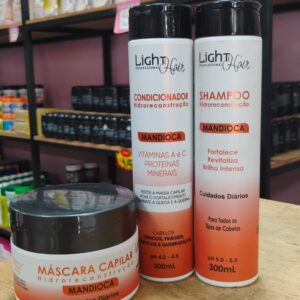 Light
Hair
PROFESSIONAL
CONDICIONADOR
Hidroreconstrução
MANDIOCA
VITAMINAS A e C
PROTEÍNAS
MINERAIS
CABELOS
pH 4.0 - 4.5
300mL
Light
Hair
PROFESSIONAL
SHAMPOO
Hidroreconstrução
MANDIOCA
Fortalece
Revitaliza
Brilho Intenso
Cuidados Diários
Para Todos os
Tipos de Cabelos
pH 5.0 - 5.5
300mL
MÁSCARA CAPILAR
Hidroreconstrução
MANDIOCA
Diários